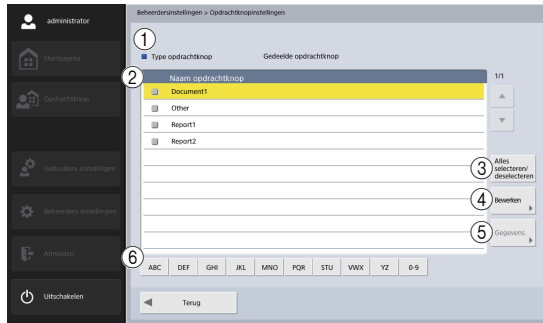 administrator
Startpagina
Opdrachtknop
Gebruikers instellingen
Beheerders instellingen
Afmelden
Uitschakelen
Beheerdersinstellingen > Opdrachtknopinstellingen
1
Type opdrachtknop Gedeelde opdrachtknop
2
Naam opdrachtknop
1/1
Document1
Other
Report1
Report2
3
Alles
selecteren/
deselecteren
4
Bewerken
5
Gegevens.
6
ABC DEF GHI JKL MNO PQR STU VWX YZ 0-9
Terug